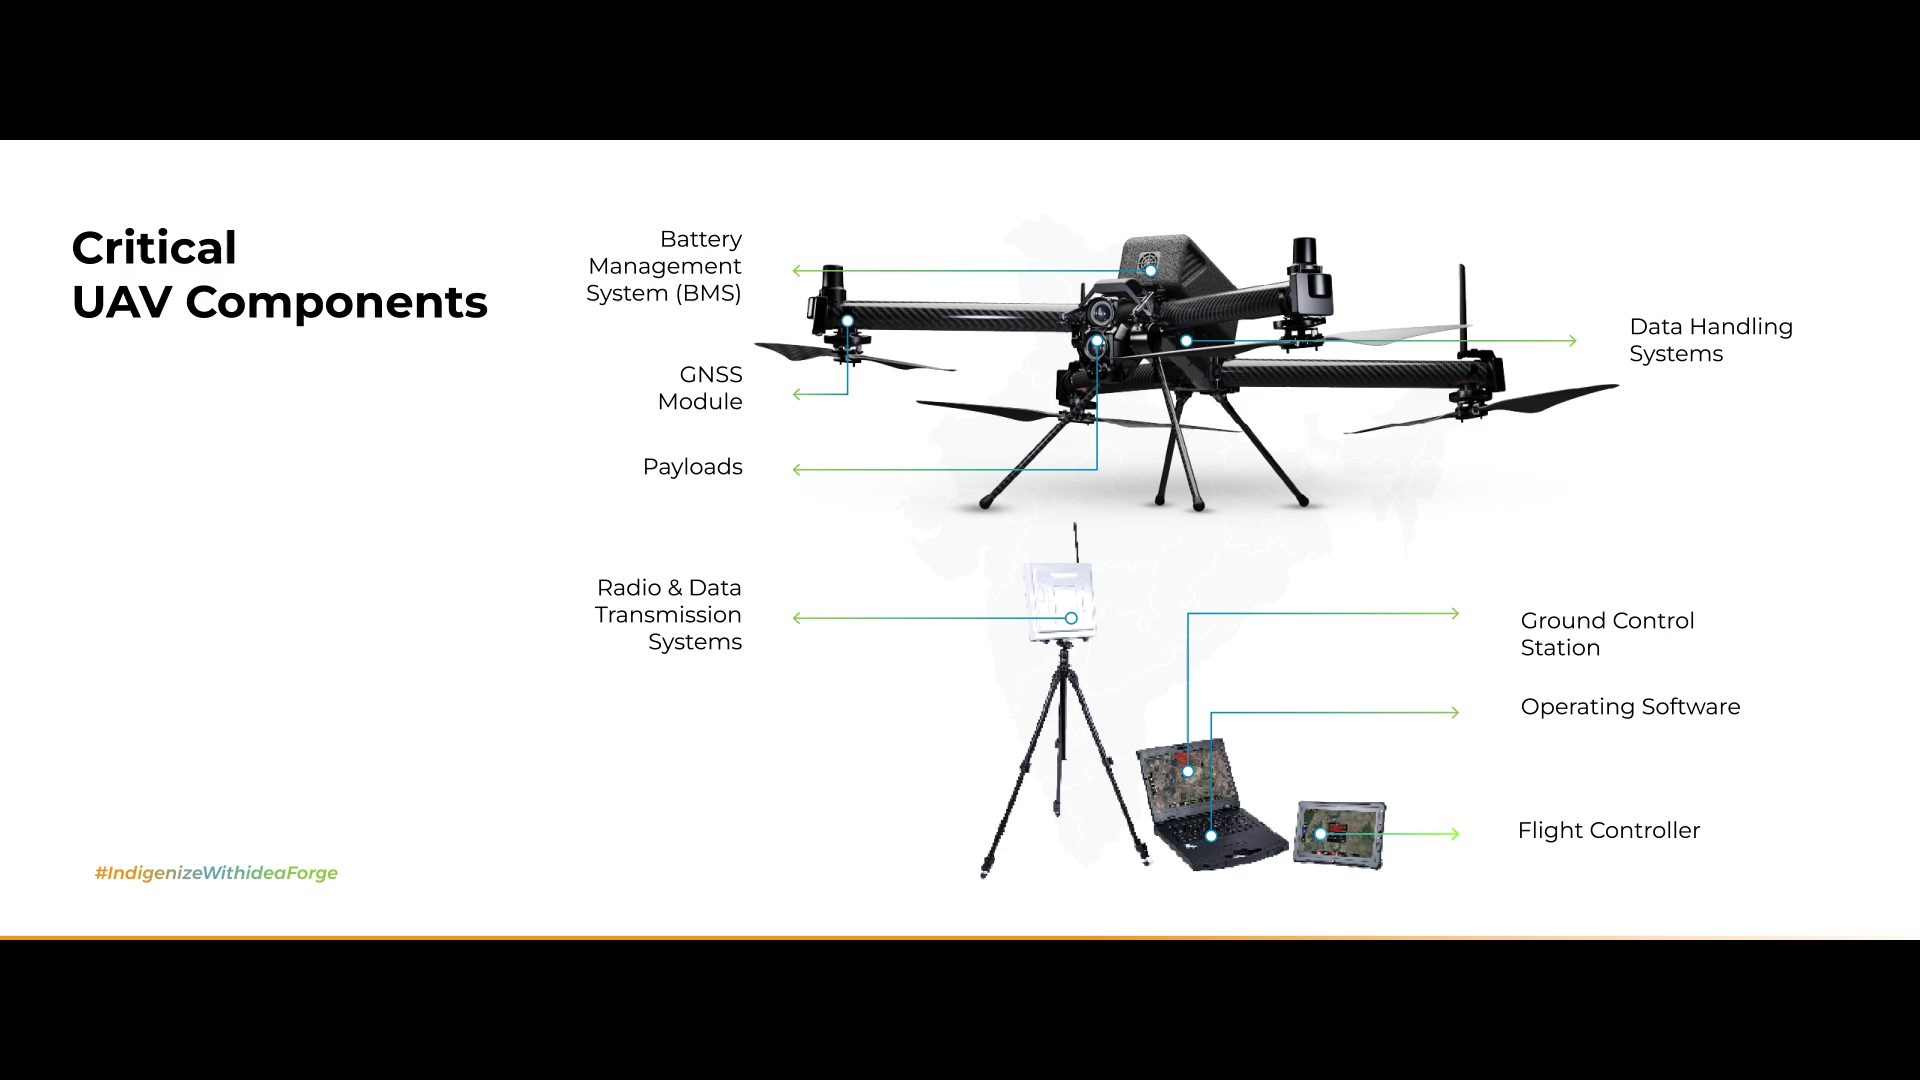 Critical
UAV Components
Battery
Management
System (BMS)
GNSS
Module
Payloads
Data Handling
Systems
Radio & Data
Transmission
Systems
Ground Control
Station
Operating Software
Flight Controller
#IndigenizeWithideaForge